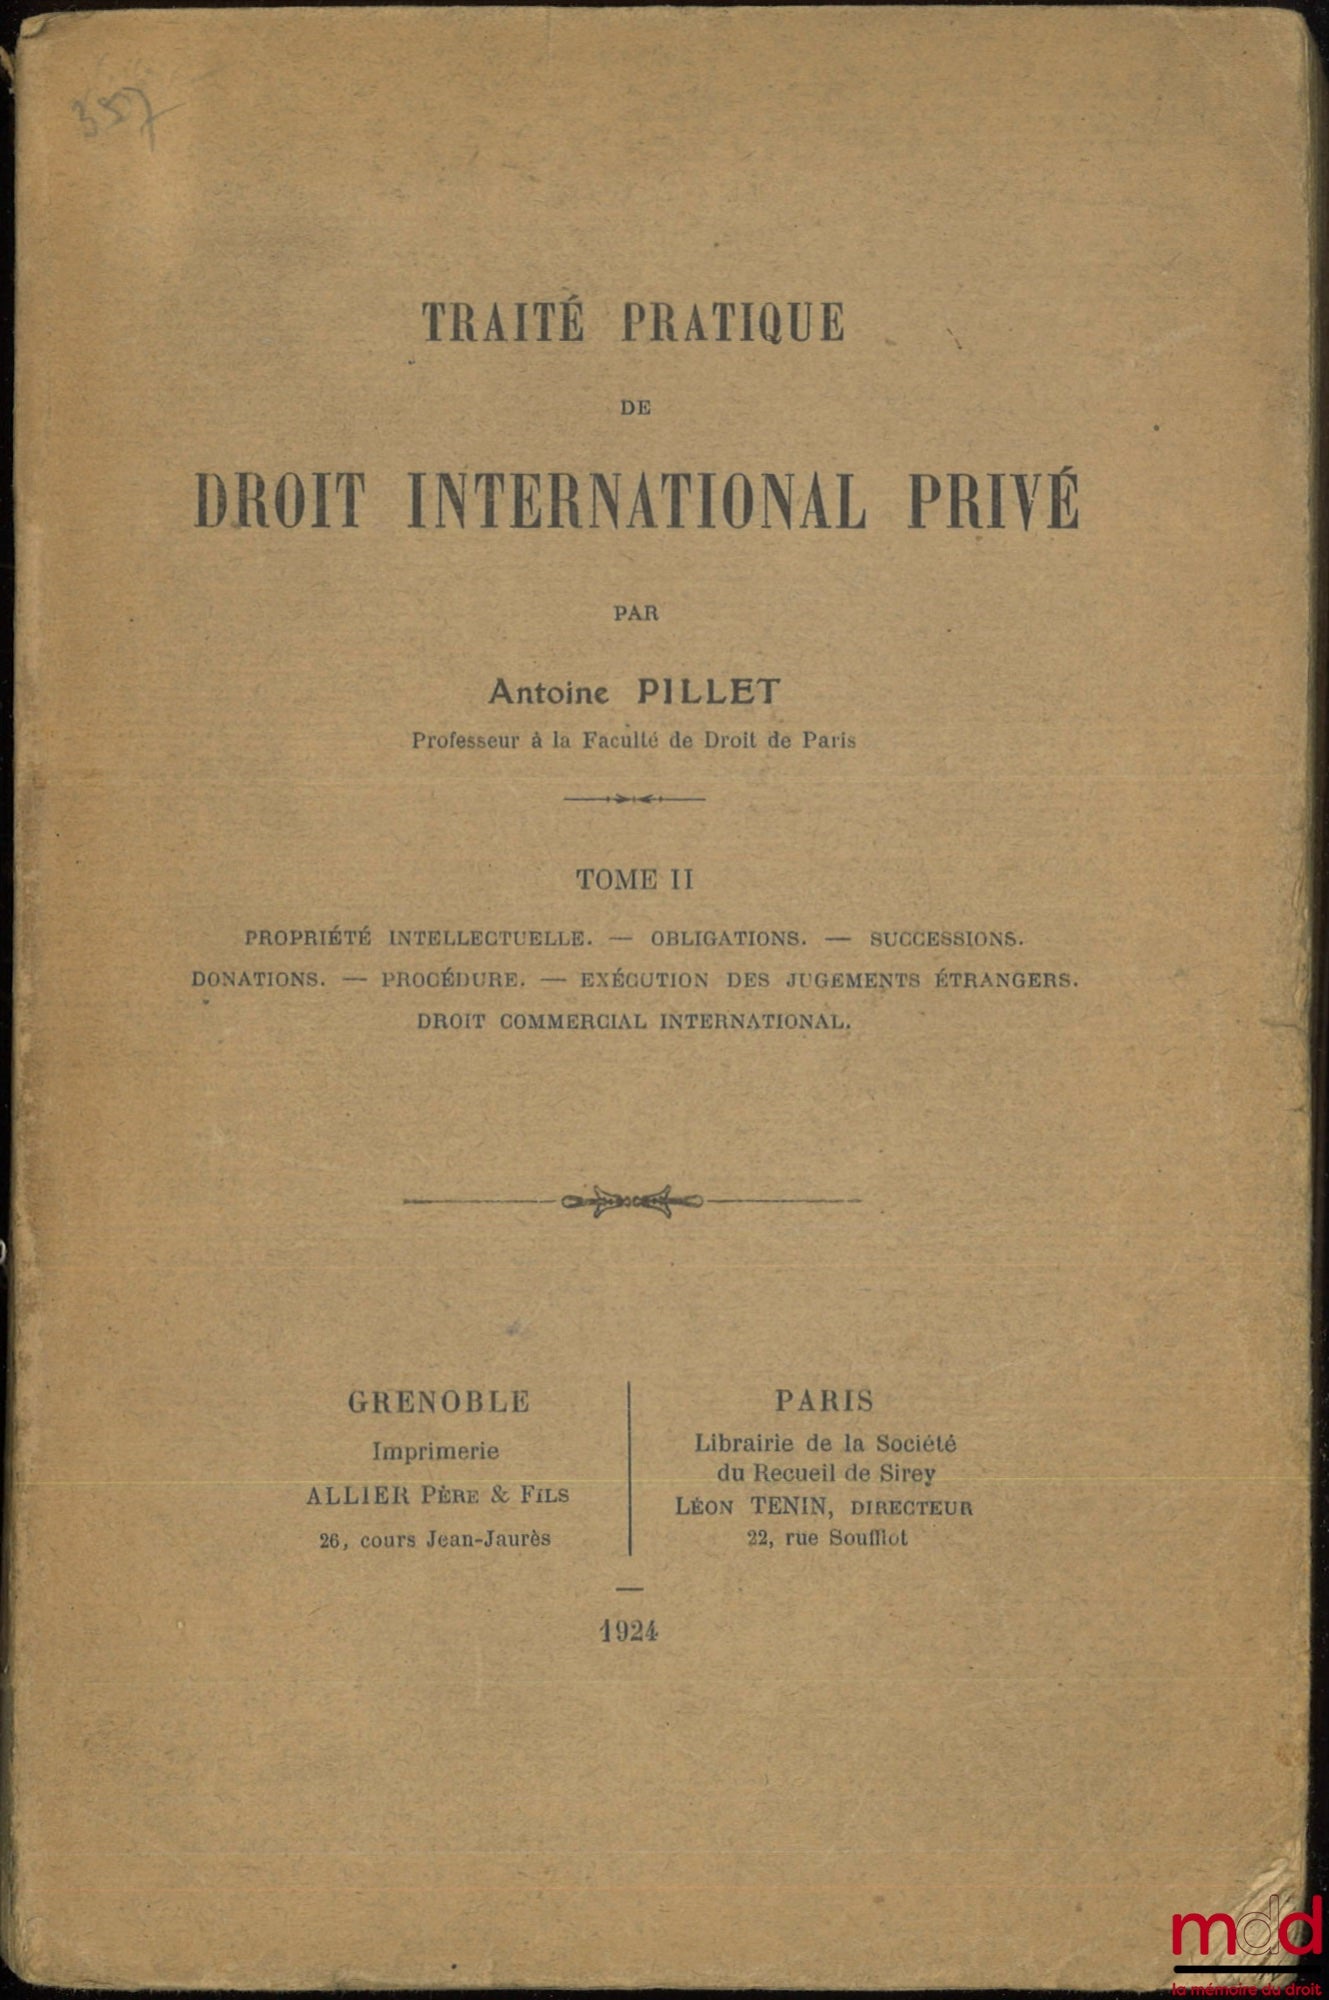 357
TRAITÉ PRATIQUE
DE
DROIT INTERNATIONAL PRIVÉ
PAR
Antoine PILLET
Professeur à la Faculté de Droit de Paris
TOME II
PROPRIÉTÉ INTELLECTUELLE. — OBLIGATIONS. — SUCCESSIONS.
DONATIONS. — PROCÉDURE. — EXÉCUTION DES JUGEMENTS ÉTRANGERS.
DROIT COMMERCIAL INTERNATIONAL.
GRENOBLE
Imprimerie
ALLIER PÈRE & FILS
26, cours Jean-Jaurès
PARIS
Librairie de la Société
du Recueil de Sirey
LÉON TENIN, DIRECTEUR
22, rue Soufflot
1924
mdd
la mémoire du droit